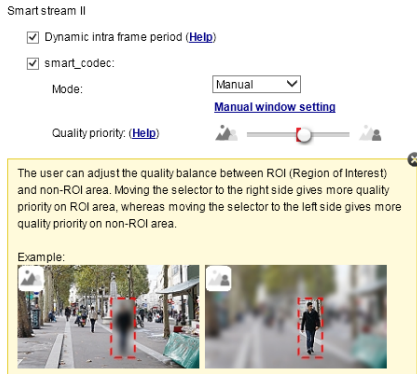 Smart stream II
Dynamic intra frame period (Help)
smart_codec:
Mode: Manual
Manual window setting
Quality priority: (Help)
The user can adjust the quality balance between ROI (Region of Interest)
and non-ROI area. Moving the selector to the right side gives more quality
priority on ROI area, whereas moving the selector to the left side gives more
quality priority on non-ROI area.
Example: